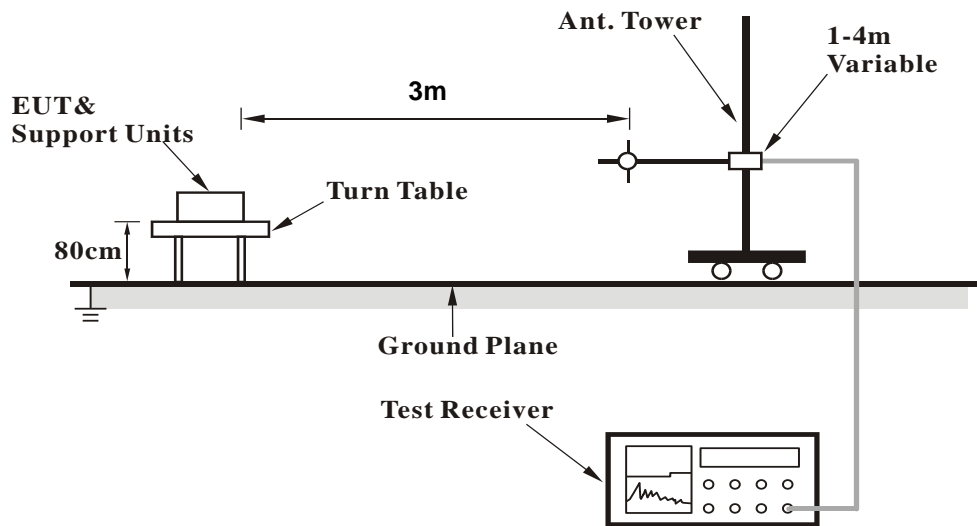 Ant. Tower
1-4m
Variable
3m
EUT&
Support Units
Turn Table
80cm
Ground Plane
Test Receiver